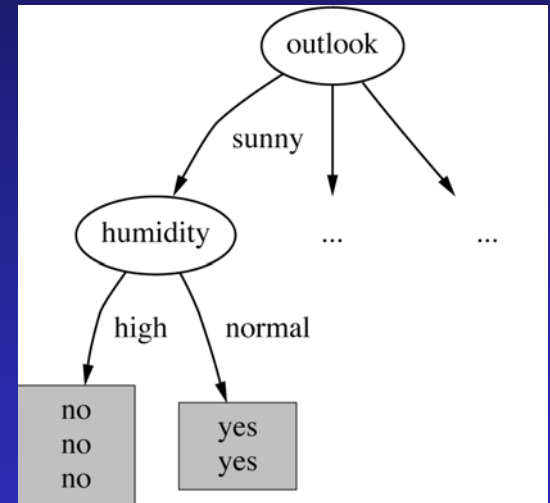 outlook
sunny
humidity
...
...
high
normal
no
no
no
yes
yes